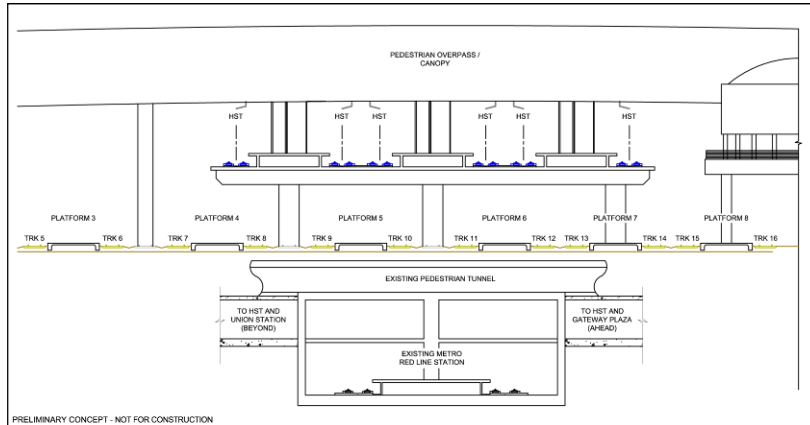 PEDESTRIAN OVERPASS /
CANOPY
HST
HST
HST
HST
HST
HST
PLATFORM 3
PLATFORM 4
PLATFORM 5
PLATFORM 6
PLATFORM 7
PLATFORM 8
TRK 5
TRK 6
TRK 7
TRK 8
TRK 9
TRK 10
TRK 11
TRK 12
TRK 13
TRK 14
TRK 15
TRK 16
EXISTING PEDESTRIAN TUNNEL
TO HST AND
UNION STATION
(BEYOND)
TO HST AND
GATEWAY PLAZA
(AHEAD)
EXISTING METRO
RED LINE STATION
PRELIMINARY CONCEPT - NOT FOR CONSTRUCTION